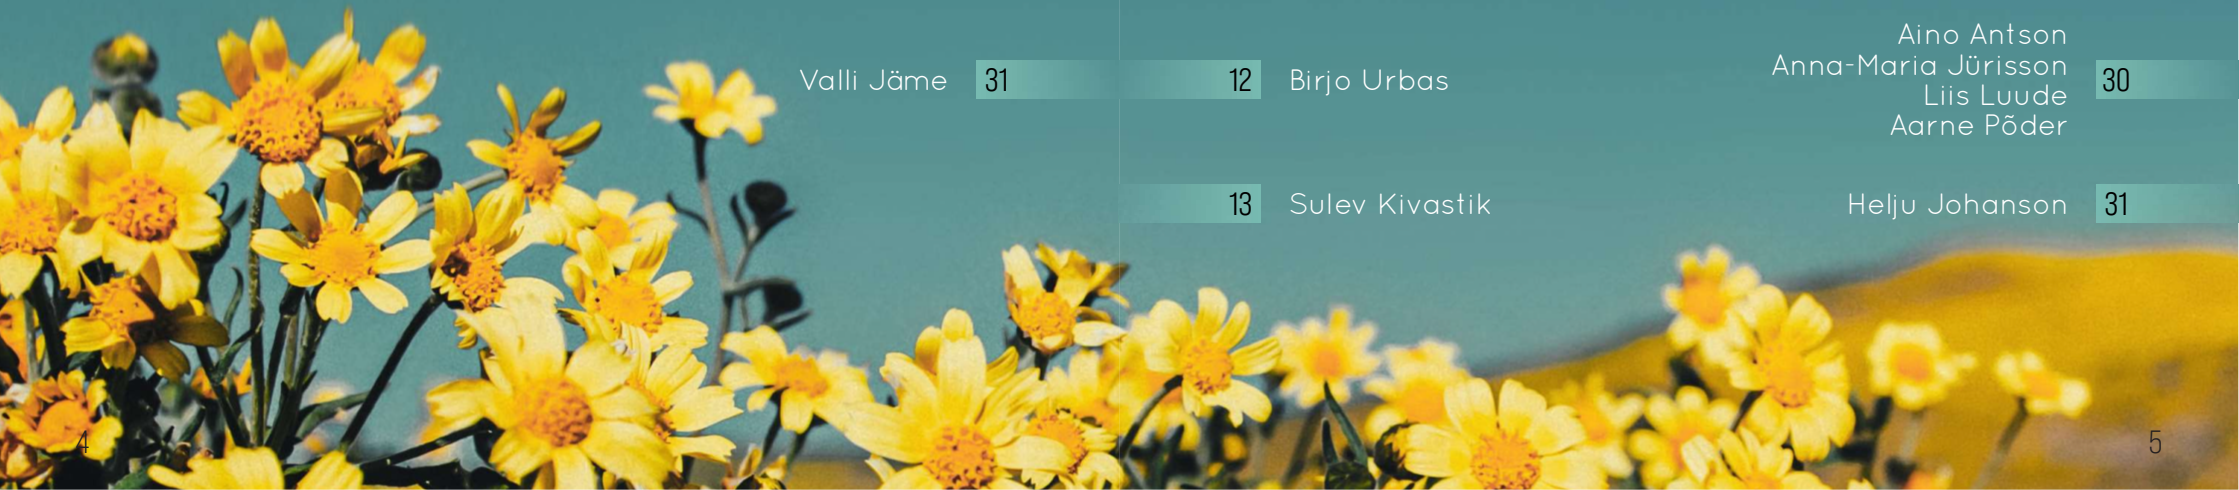 Valli Jäme 31
4
12 Birjo Urbas
13 Sulev Kivastik
Aino Antson
Anna-Maria Jürisson
Liis Luude
Aarne Põder
30
Helju Johanson 31
5